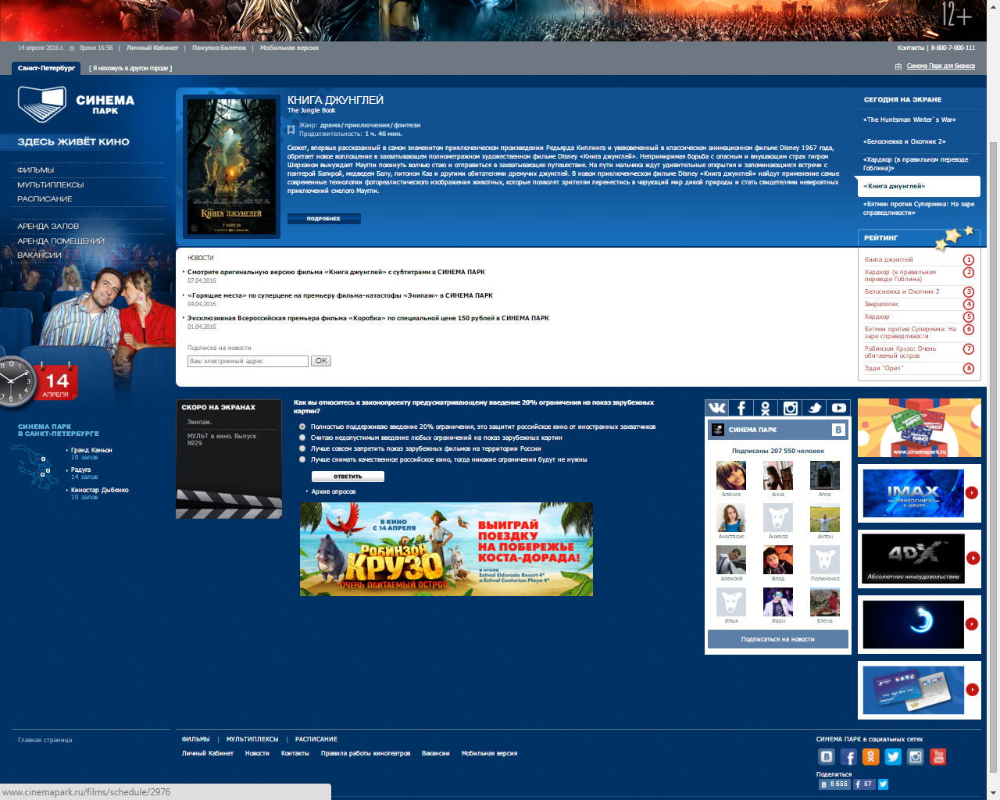 12+
14 апреля 2016 г. Время 16:56 | Личный Кабинет | Покупка билетов | Мобильная версия
Контакты | 8-800-7-000-111
Санкт-Петербург [ Я нахожусь в другом городе ]
Синема Парк для бизнеса
СИНЕМА
ПАРК
ЗДЕСЬ ЖИВЁТ КИНО
ФИЛЬМЫ
МУЛЬТИПЛЕКСЫ
РАСПИСАНИЕ
АРЕНДА ЗАЛОВ
АРЕНДА ПОМЕЩЕНИЙ
ВАКАНСИИ
14
АПРЕЛЯ
СИНЕМА ПАРК
В САНКТ-ПЕТЕРБУРГЕ
Гранд Каньон
10 залов
Радуга
14 залов
Киностар Дыбенко
10 залов
КНИГА ДЖУНГЛЕЙ
7 АПРЕЛЯ
КНИГА ДЖУНГЛЕЙ
The Jungle Book
Жанр: драма/приключения/фэнтези
Продолжительность: 1 ч. 46 мин.
Сюжет, впервые рассказанный в самом знаменитом приключенческом произведении Редьярда Киплинга и увековеченный в классическом анимационном фильме Disney 1967 года,
обретает новое воплощение в захватывающем полнометражном художественном фильме Disney «Книга джунглей». Непримиримая борьба с опасным и внушающим страх тигром
Шерханом вынуждает Маугли покинуть волчью стаю и отправиться в захватывающее путешествие. На пути мальчика ждут удивительные открытия и запоминающиеся встречи с
пантерой Багирой, медведем Балу, питоном Каа и другими обитателями дремучих джунглей. В новом приключенческом фильме Disney «Книга джунглей» найдут применение самые
современные технологии фотореалистического изображения животных, которые позволят зрителям перенестись в чарующий мир дикой природы и стать свидетелями невероятных
приключений смелого Маугли.
ПОДРОБНЕЕ
СЕГОДНЯ НА ЭКРАНЕ
«The Huntsman Winter`s War»
«Белоснежка и Охотник 2»
«Хардкор (в правильном переводе
Гоблина)»
«Книга джунглей»
«Бэтмен против Супермена: На заре
справедливости»
РЕЙТИНГ
Книга джунглей 1
Хардкор (в правильном 2
переводе Гоблина)
Белоснежка и Охотник 2 3
Зверополис 4
Хардкор 5
Бэтмен против Супермена: На 6
заре справедливости
Робинзон Крузо: Очень 7
обитаемый остров
Эдди "Орел" 8
НОВОСТИ
Смотрите оригинальную версию фильма «Книга джунглей» с субтитрами в СИНЕМА ПАРК
07.04.2016
«Горящие места» по суперцене на премьеру фильма-катастофы «Экипаж» в СИНЕМА ПАРК
04.04.2016
Эксклюзивная Всероссийская премьера фильма «Коробка» по специальной цене 150 рублей в СИНЕМА ПАРК
01.04.2016
Подписка на новости
Ваш электронный адрес OK
СКОРО НА ЭКРАНАХ
Экипаж.
МУЛЬТ в кино. Выпуск
№29
Как вы относитесь к законопроекту предусматривающему введение 20% ограничения на показ зарубежных
картин?
Полностью поддерживаю введение 20% ограничения, это защитит российское кино от иностранных захватчиков
Считаю недопустимым введение любых ограничений на показ зарубежных картин
Лучше совсем запретить показ зарубежных фильмов на территории России
Лучше снимать качественное российское кино, тогда никакие ограничения будут не нужны
ОТВЕТИТЬ
Архив опросов
В КИНО
С 14 АПРЕЛЯ
РОБИНЗОН
КРУЗО
ОЧЕНЬ ОБИТАЕМЫЙ ОСТРОВ
ВЫИГРАЙ
ПОЕЗДКУ
НА ПОБЕРЕЖЬЕ
КОСТА-ДОРАДА!
В ОТЕЛИ
Estival Eldorado Resort 4*
и Estival Centurion Playa 4*
СИНЕМА ПАРК
Подписаны 207 550 человек
Алёнка Анна Anna
Анастасия Анжела Антон
Алексей Влад Полиночка
Илья Иван Елена
Подписаться на новости
КИНО!
www.cinemapark.ru
IMAX
ПРИКОСНИСЬ
К МЕЧТЕ
4DX
Абсолютное киноудовольствие
VIP
Главная страница
ФИЛЬМЫ | МУЛЬТИПЛЕКСЫ | РАСПИСАНИЕ
Личный Кабинет Новости Контакты Правила работы кинотеатров Вакансии Мобильная версия
СИНЕМА ПАРК в социальных сетях
Поделиться
8 655 57
www.cinemapark.ru/films/schedule/2976